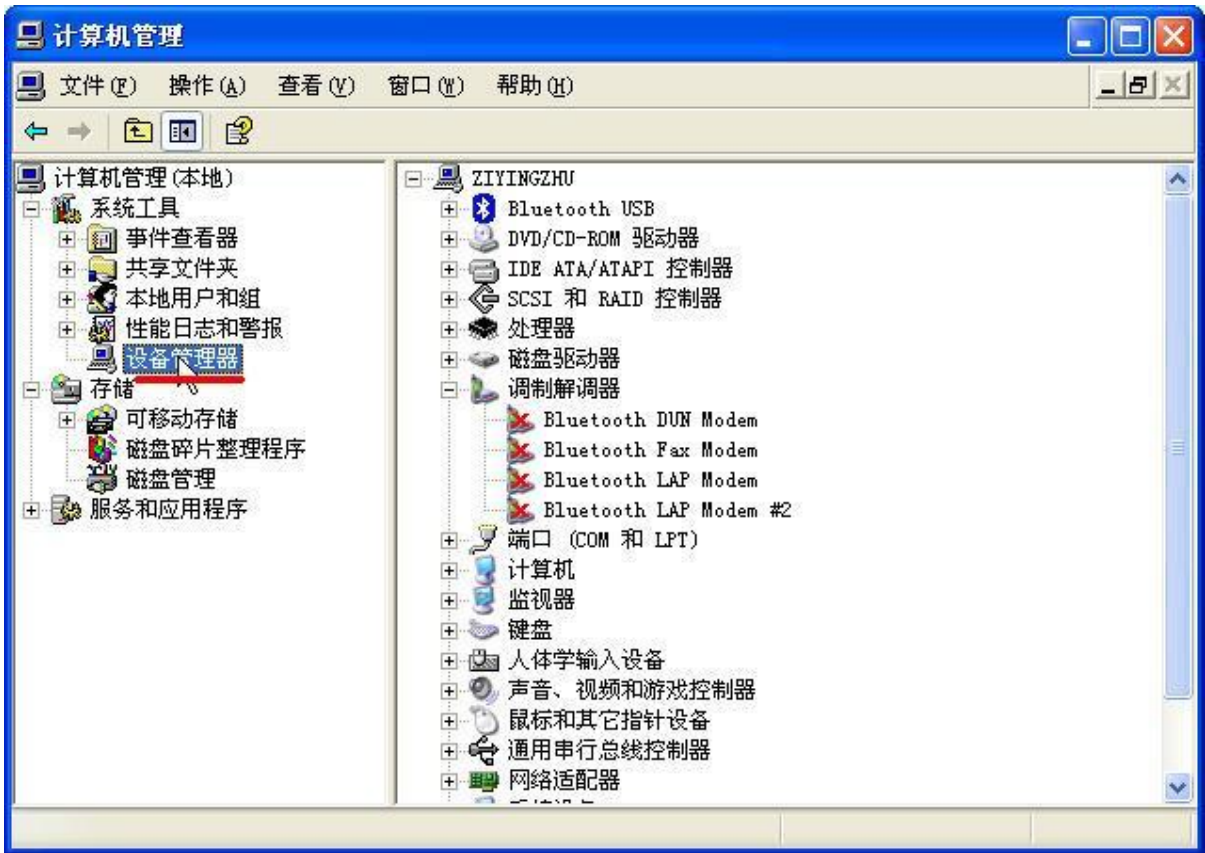 计算机管理
文件(F) 操作(A) 查看(V) 窗口(W) 帮助(H)
计算机管理(本地)
系统工具
事件查看器
共享文件夹
本地用户和组
性能日志和警报
设备管理器
存储
可移动存储
磁盘碎片整理程序
磁盘管理
服务和应用程序
ZIYINGZHU
Bluetooth USB
DVD/CD-ROM 驱动器
IDE ATA/ATAPI 控制器
SCSI 和 RAID 控制器
处理器
磁盘驱动器
调制解调器
Bluetooth DUN Modem
Bluetooth Fax Modem
Bluetooth LAP Modem
Bluetooth LAP Modem #2
端口 (COM 和 LPT)
计算机
监视器
键盘
人体学输入设备
声音、视频和游戏控制器
鼠标和其它指针设备
通用串行总线控制器
网络适配器